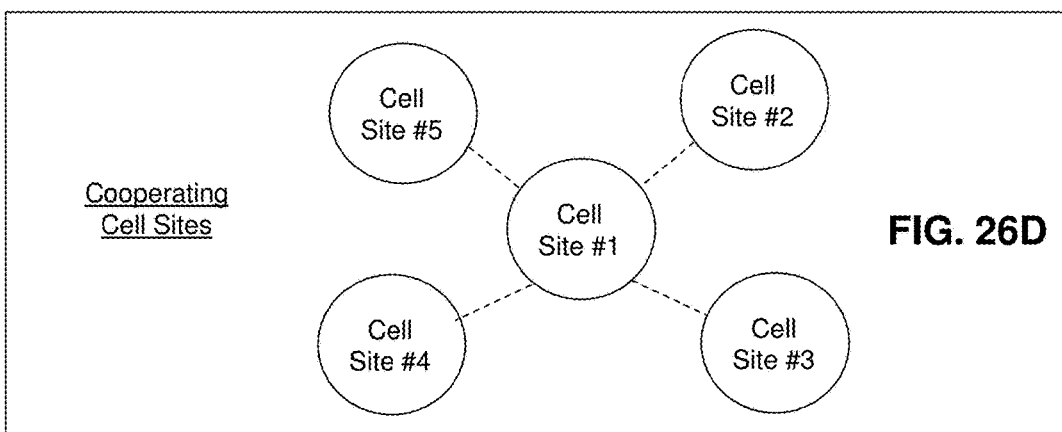 Cell
Site #5
Cell
Site #2
Cooperating
Cell Sites
Cell
Site #1
FIG. 26D
Cell
Site #4
Cell
Site #3